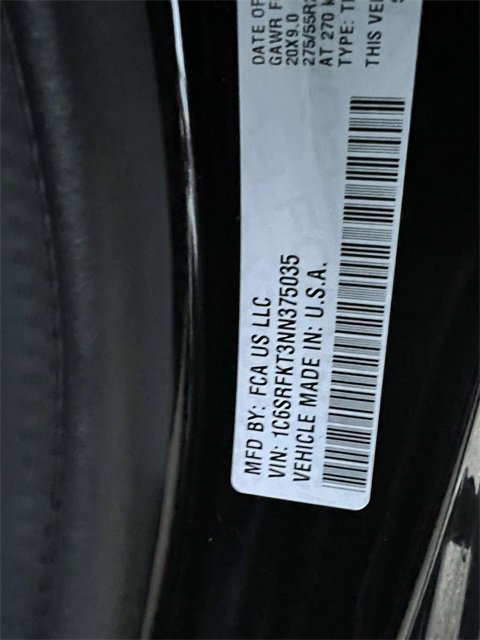 MFD BY: FCA US LLC
DATE OF
VIN: 1C6SRFKT3NN375035
GAWR F
20X9.0
VEHICLE MADE IN: U.S.A.
275/55R2
AT 270 k
TYPE: T
THIS VE